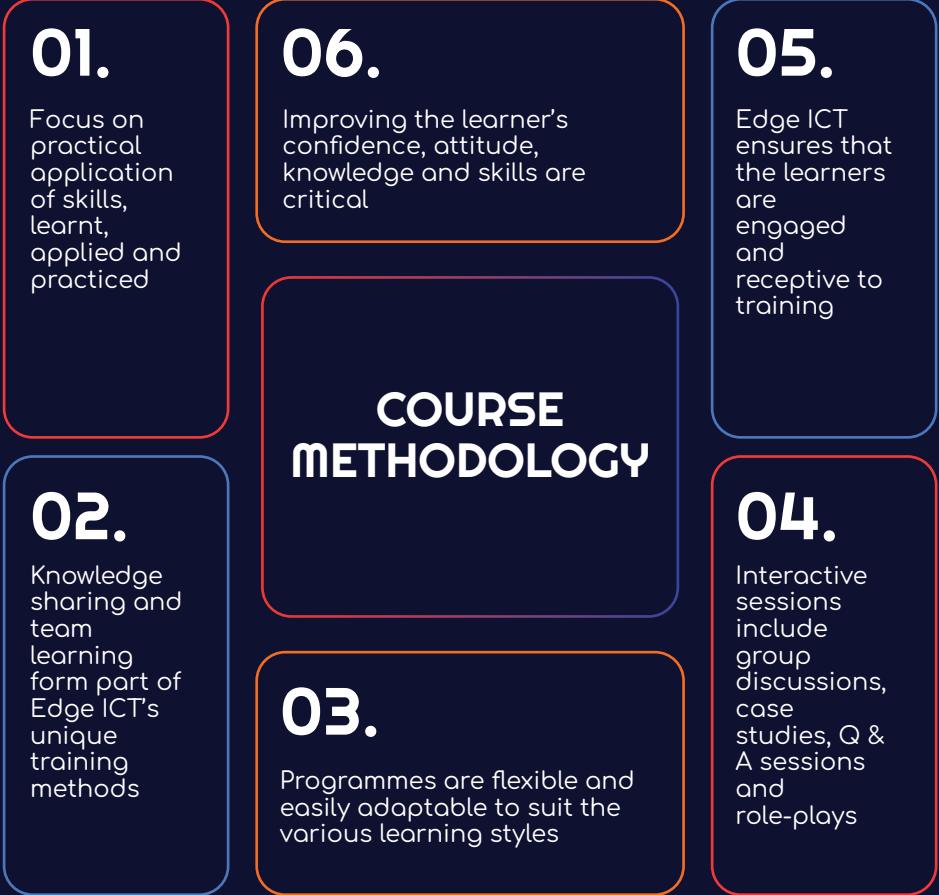 01.
Focus on
practical
application
of skills,
learnt,
applied and
practiced
06.
Improving the learner’s
confidence, attitude,
knowledge and skills are
critical
05.
Edge ICT
ensures that
the learners
are
engaged
and
receptive to
training
COURSE
METHODOLOGY
02.
Knowledge
sharing and
team
learning
form part of
Edge ICT’s
unique
training
methods
03.
Programmes are flexible and
easily adaptable to suit the
various learning styles
04.
Interactive
sessions
include
group
discussions,
case
studies, Q &
A sessions
and
role-plays